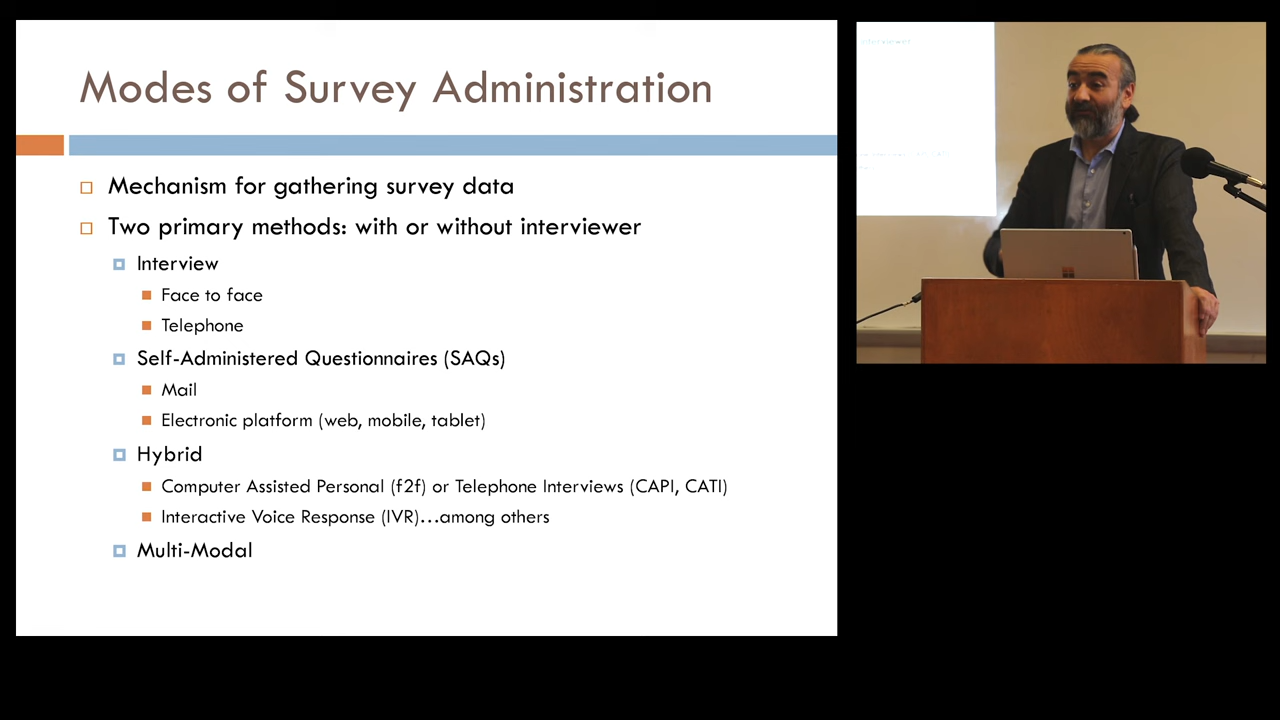 Modes of Survey Administration
Mechanism for gathering survey data
Two primary methods: with or without interviewer
Interview
Face to face
Telephone
Self-Administered Questionnaires (SAQs)
Mail
Electronic platform (web, mobile, tablet)
Hybrid
Computer Assisted Personal (f2f) or Telephone Interviews (CAPI, CATI)
Interactive Voice Response (IVR)...among others
Multi-Modal
interviewer